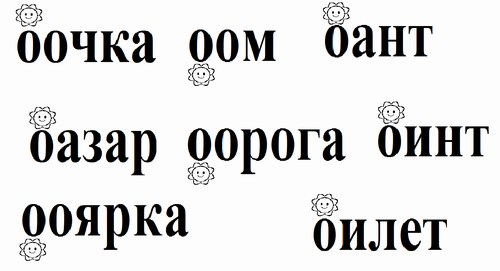 оочка оом оант
оазар оорога оинт
ооярка оилет